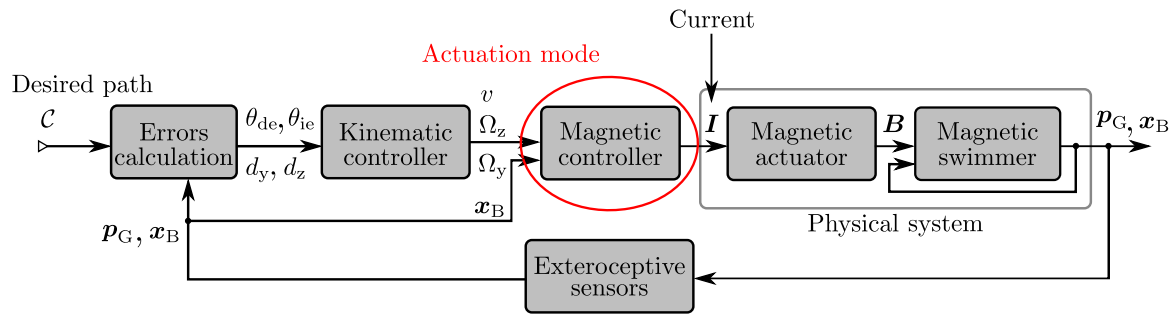 Current
Actuation mode
Desired path
𝒞
Errors
calculation
θde, θie
dy, dz
Kinematic
controller
v
Ωz
Ωy
xB
Magnetic
controller
I
Magnetic
actuator
B
Magnetic
swimmer
pG, xB
Physical system
pG, xB
Exteroceptive
sensors